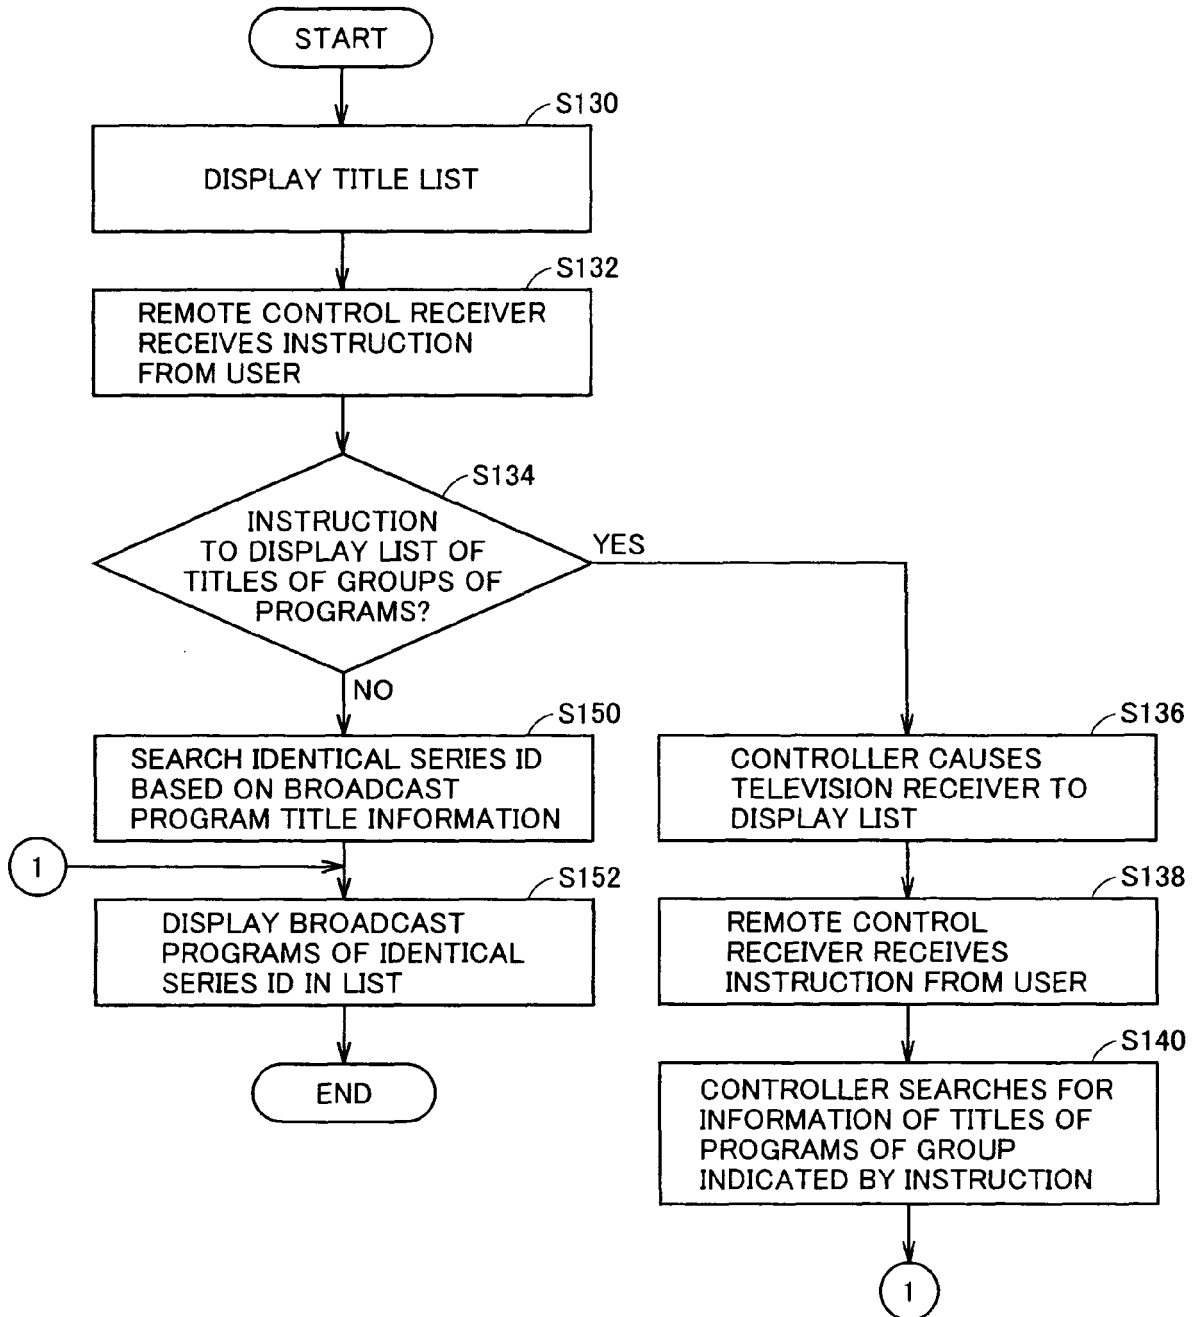 START
S130
DISPLAY TITLE LIST
S132
REMOTE CONTROL RECEIVER
RECEIVES INSTRUCTION
FROM USER
S134
INSTRUCTION
TO DISPLAY LIST OF
TITLES OF GROUPS OF
PROGRAMS?
YES
NO
S150
SEARCH IDENTICAL SERIES ID
BASED ON BROADCAST
PROGRAM TITLE INFORMATION
1
S152
DISPLAY BROADCAST
PROGRAMS OF IDENTICAL
SERIES ID IN LIST
END
S136
CONTROLLER CAUSES
TELEVISION RECEIVER TO
DISPLAY LIST
S138
REMOTE CONTROL
RECEIVER RECEIVES
INSTRUCTION FROM USER
S140
CONTROLLER SEARCHES FOR
INFORMATION OF TITLES OF
PROGRAMS OF GROUP
INDICATED BY INSTRUCTION
1